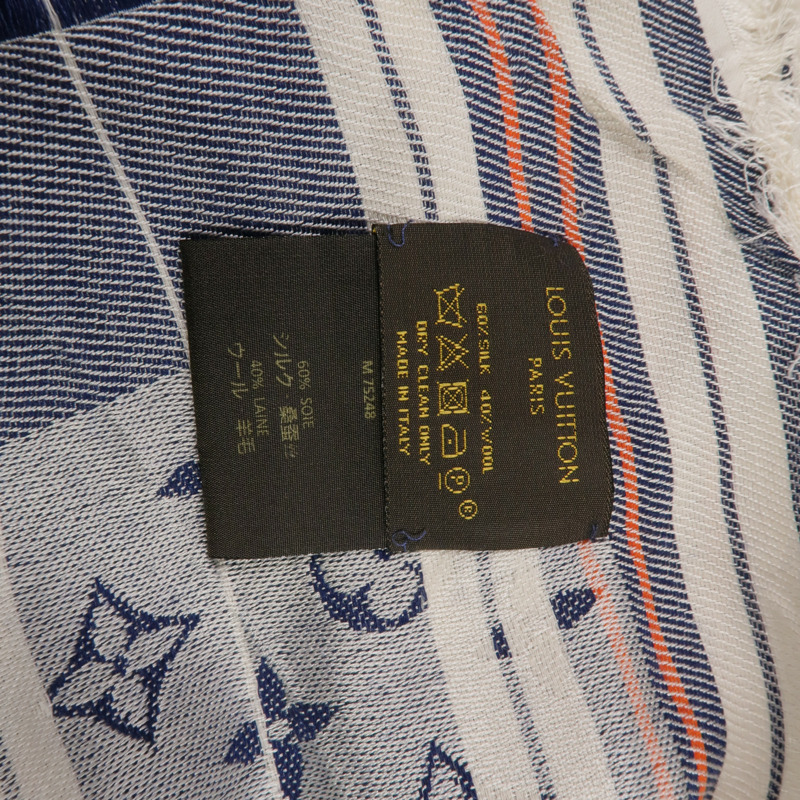 LOUIS VUITTON
PARIS
60%SILK 40%WOOL
DRY CLEAN ONLY
MADE IN ITALY
P
®
M 75248
60% SOIE
シルク・桑蚕丝
40% LAINE
ウール・羊毛